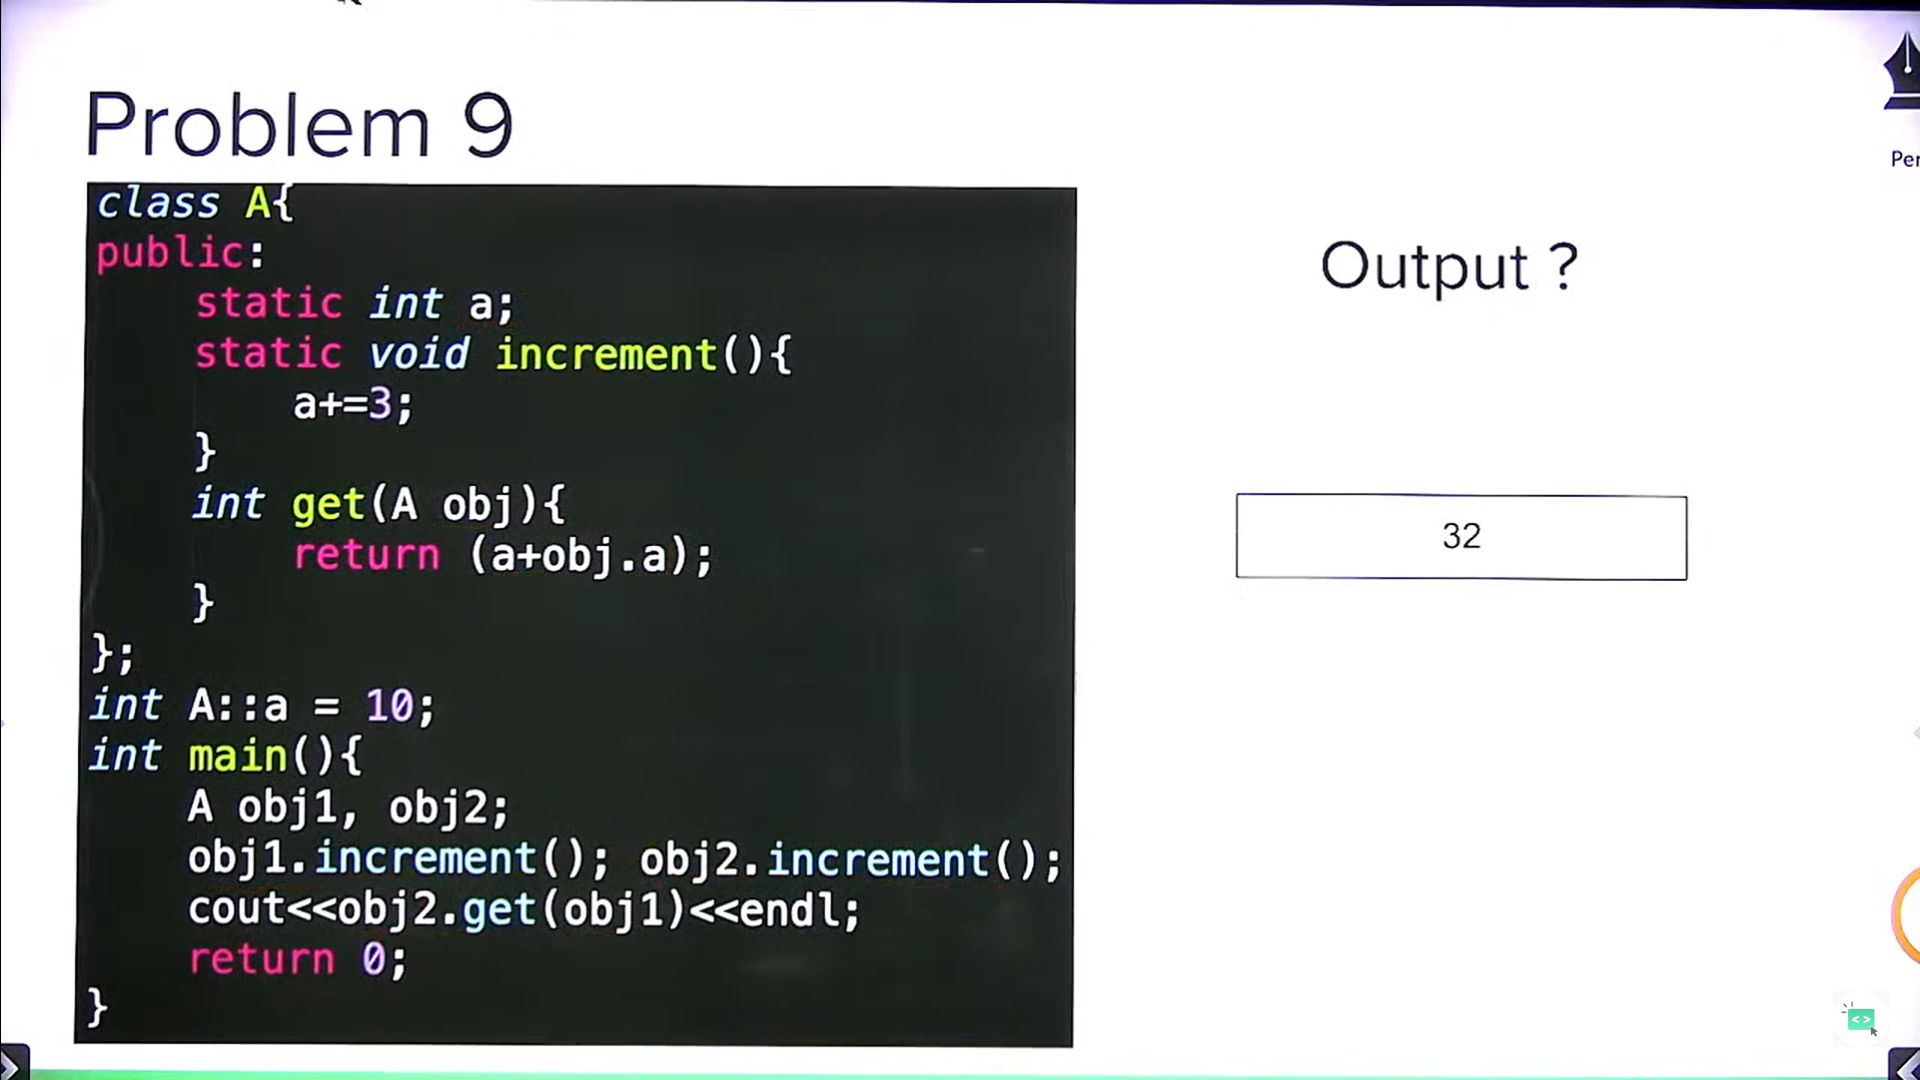 Problem 9
class A{
public:
static int a;
static void increment(){
a+=3;
}
int get(A obj){
return (a+obj.a);
}
};
int A::a = 10;
int main(){
A obj1, obj2;
obj1.increment(); obj2.increment();
cout<<obj2.get(obj1)<<endl;
return 0;
}
Output ?
32